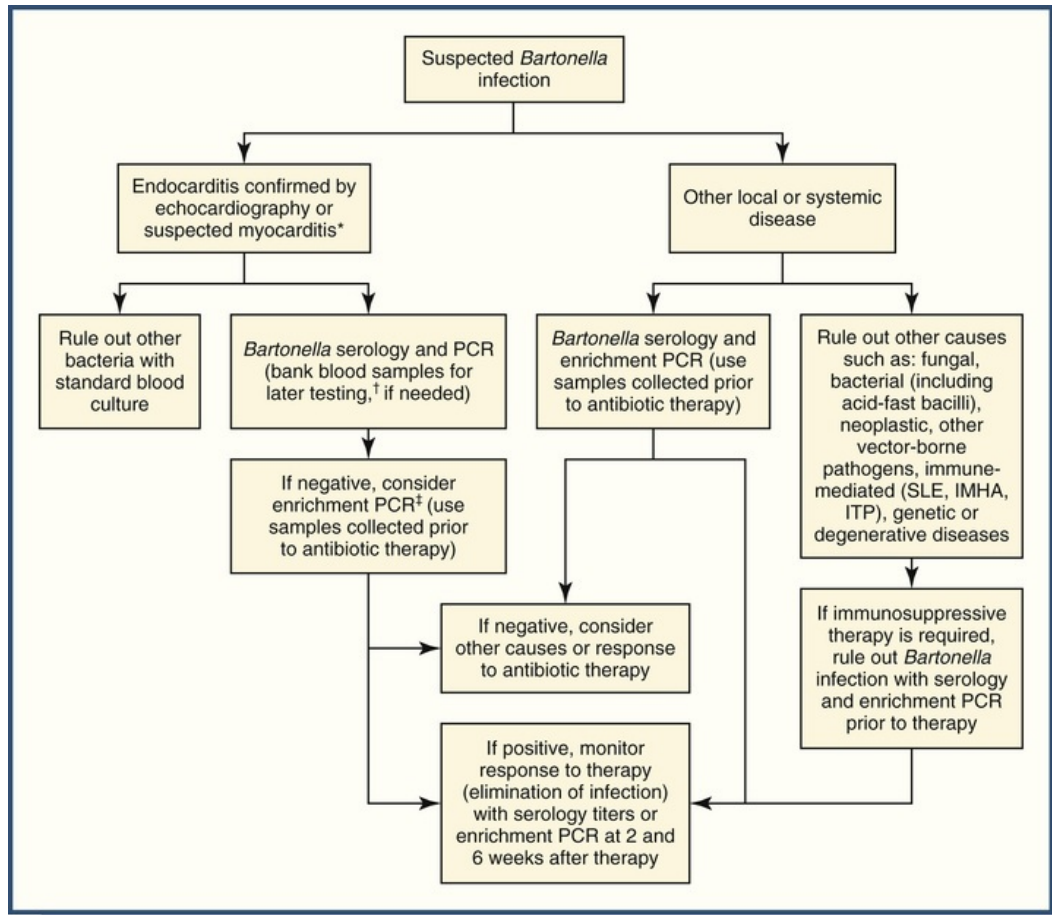 Suspected Bartonella
infection
Endocarditis confirmed by
echocardiography or
suspected myocarditis*
Other local or systemic
disease
Rule out other
bacteria with
standard blood
culture
Bartonella serology and PCR
(bank blood samples for
later testing,† if needed)
Bartonella serology and
enrichment PCR (use
samples collected prior
to antibiotic therapy)
Rule out other causes
such as: fungal,
bacterial (including
acid-fast bacilli),
neoplastic, other
vector-borne
pathogens, immune-
mediated (SLE, IMHA,
ITP), genetic or
degenerative diseases
If negative, consider
enrichment PCR‡ (use
samples collected prior
to antibiotic therapy)
If negative, consider
other causes or response
to antibiotic therapy
If immunosuppressive
therapy is required,
rule out Bartonella
infection with serology
and enrichment PCR
prior to therapy
If positive, monitor
response to therapy
(elimination of infection)
with serology titers or
enrichment PCR at 2 and
6 weeks after therapy